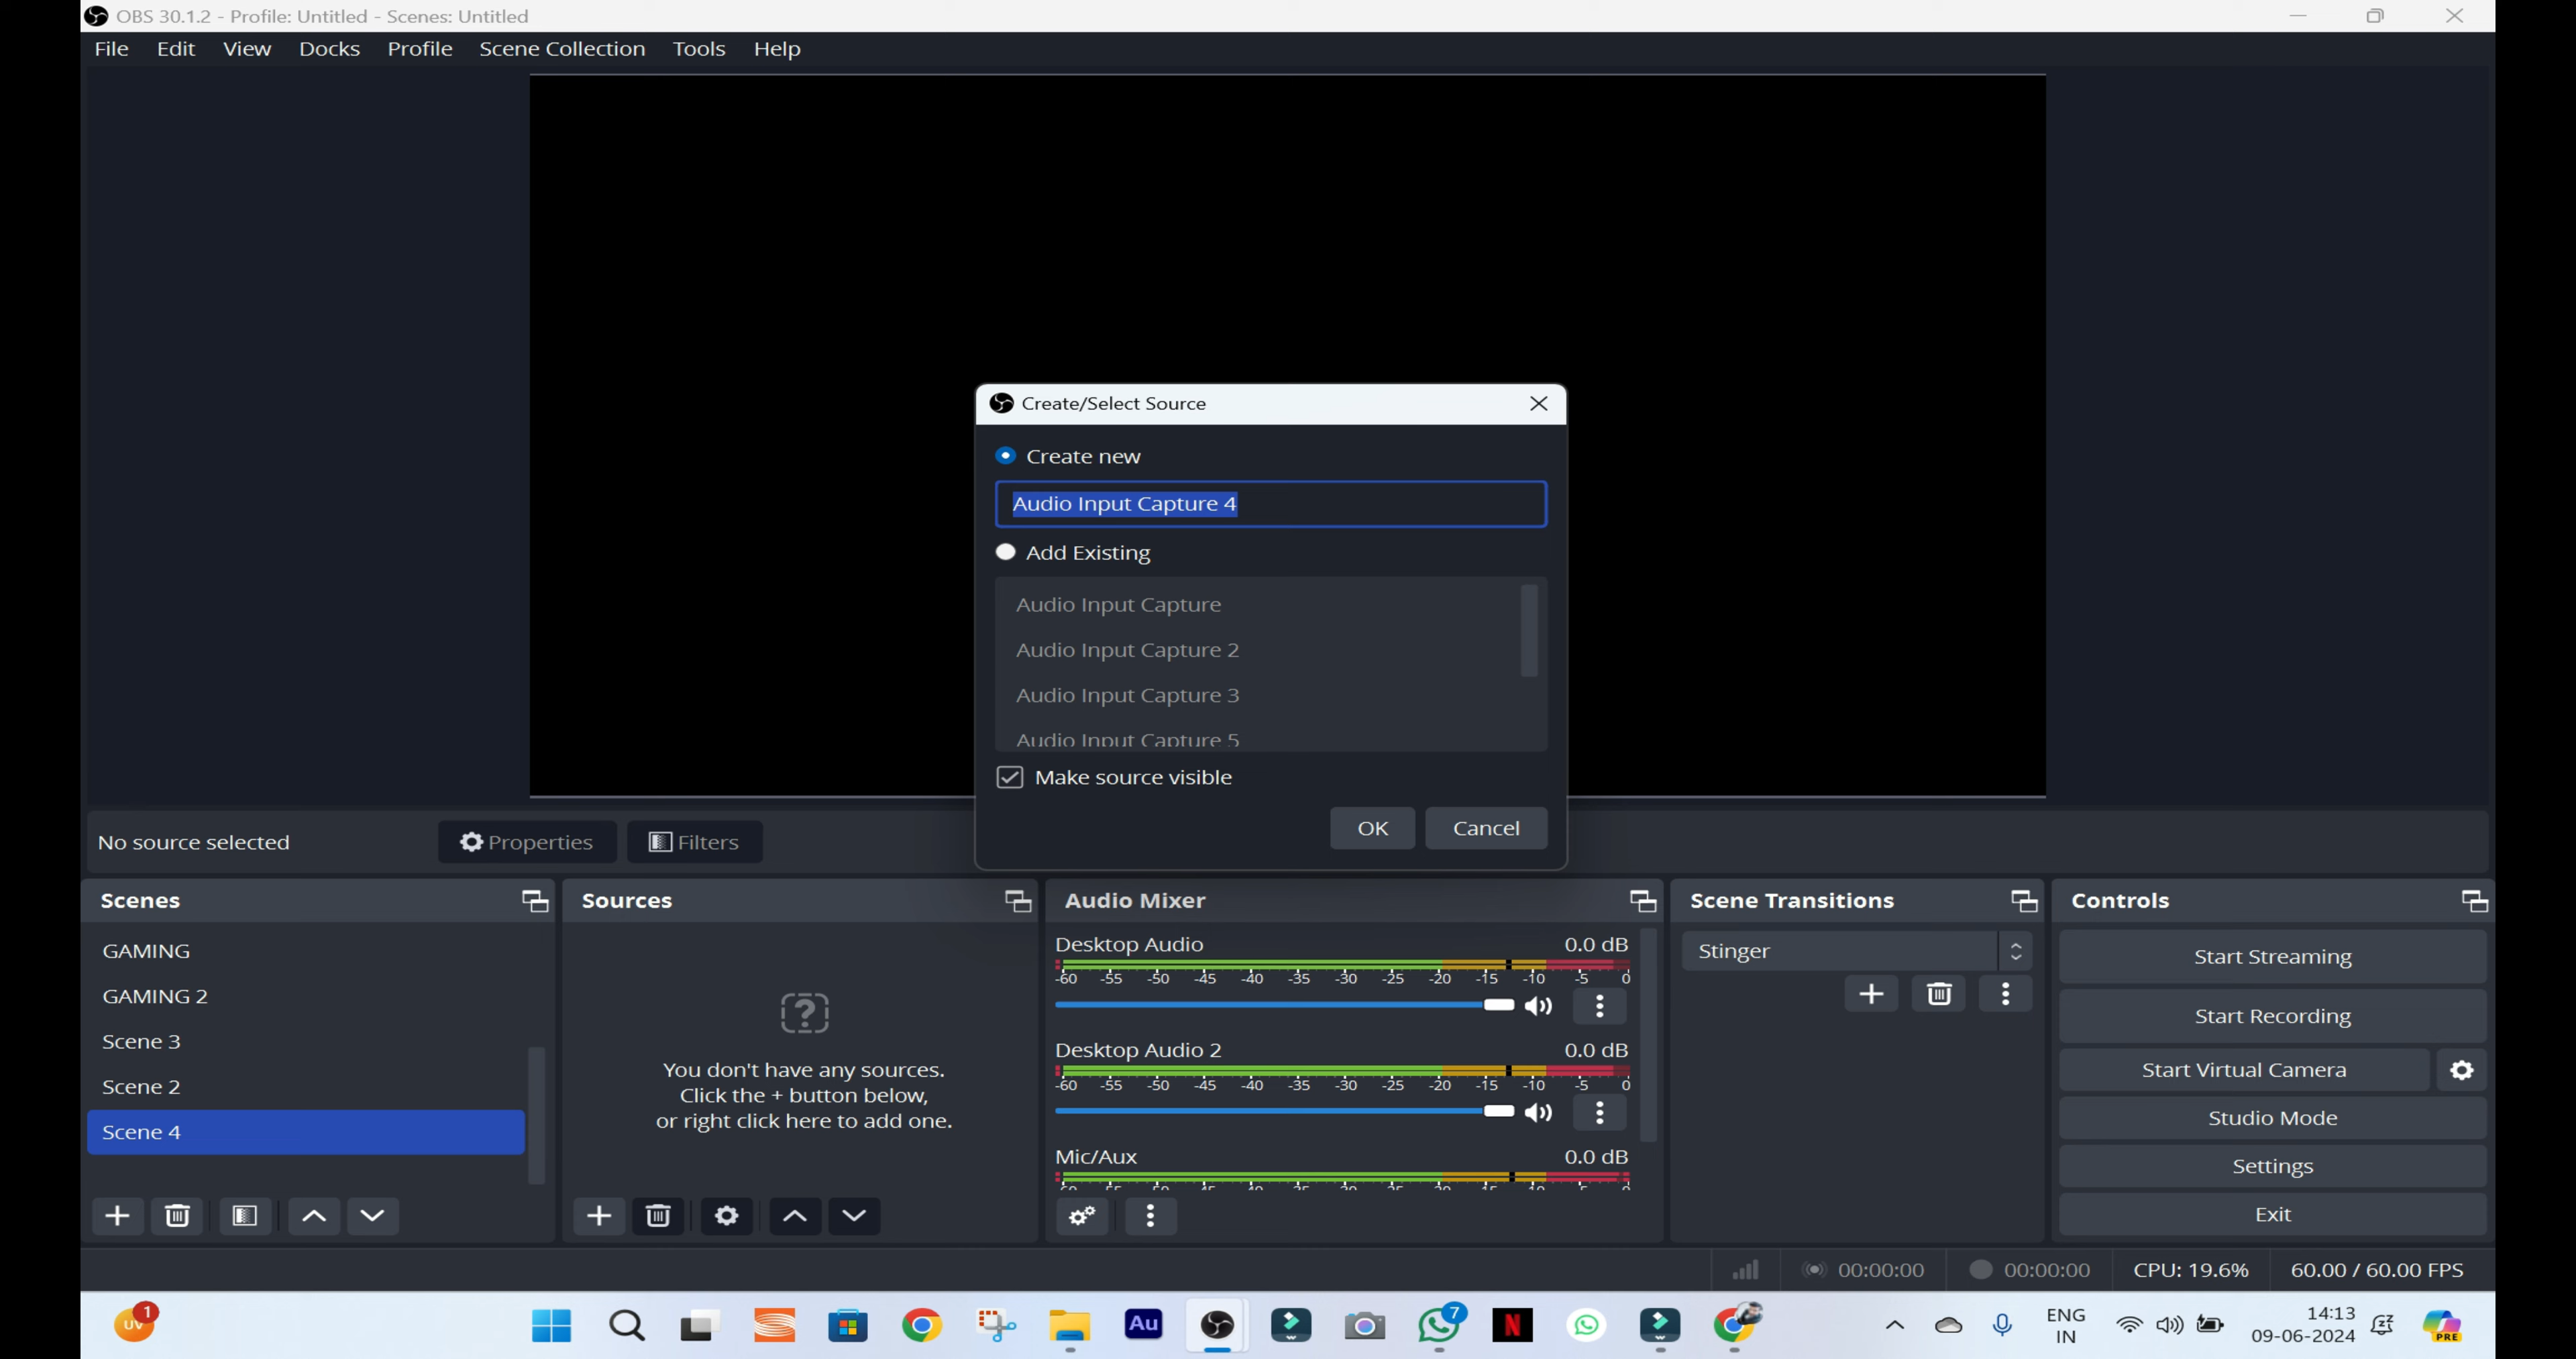 OBS 30.1.2 - Profile: Untitled - Scenes: Untitled
File Edit View Docks Profile Scene Collection Tools Help
Create/Select Source
Create new
Audio Input Capture 4
Add Existing
Audio Input Capture
Audio Input Capture 2
Audio Input Capture 3
Audio Input Capture 5
Make source visible
OK Cancel
No source selected Properties Filters
Scenes
GAMING
GAMING 2
Scene 3
Scene 2
Scene 4
Sources
You don't have any sources.
Click the + button below,
or right click here to add one.
Audio Mixer
Desktop Audio 0.0 dB
-60 -55 -50 -45 -40 -35 -30 -25 -20 -15 -10 -5 0
Desktop Audio 2 0.0 dB
-60 -55 -50 -45 -40 -35 -30 -25 -20 -15 -10 -5 0
Mic/Aux 0.0 dB
Scene Transitions
Stinger
Controls
Start Streaming
Start Recording
Start Virtual Camera
Studio Mode
Settings
Exit
00:00:00 00:00:00 CPU: 19.6% 60.00 / 60.00 FPS
UV 1
Au
7
N
ENG
IN
14:13
09-06-2024
PRE